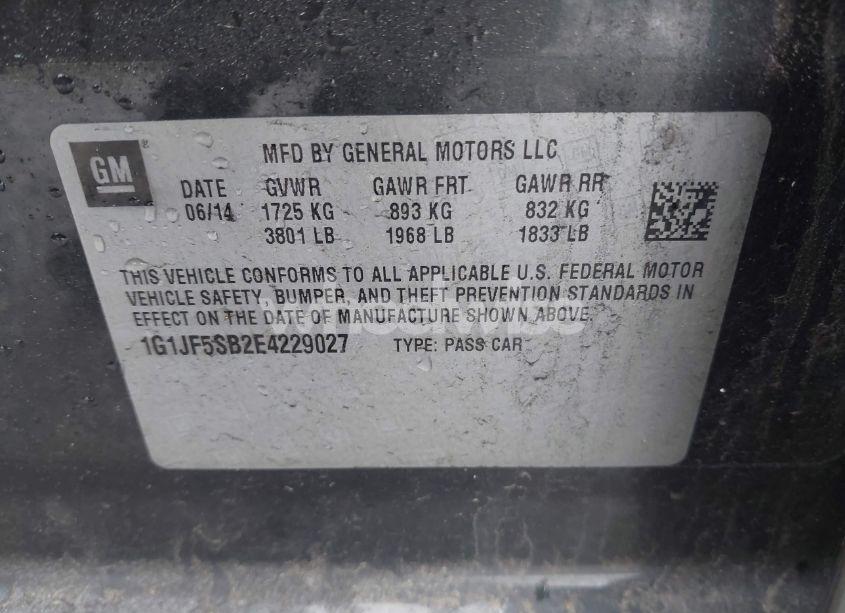 GM
MFD BY GENERAL MOTORS LLC
DATE GVWR GAWR FRT GAWR RR
06/14 1725 KG 893 KG 832 KG
3801 LB 1968 LB 1833 LB
THIS VEHICLE CONFORMS TO ALL APPLICABLE U.S. FEDERAL MOTOR
VEHICLE SAFETY, BUMPER, AND THEFT PREVENTION STANDARDS IN
EFFECT ON THE DATE OF MANUFACTURE SHOWN ABOVE.
1G1JF5SB2E4229027 TYPE: PASS CAR